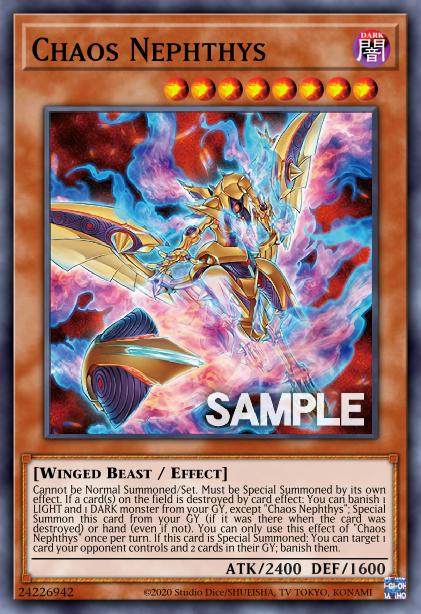 CHAOS NEPHTHYS
DARK
闇
SAMPLE
[WINGED BEAST / EFFECT]
Cannot be Normal Summoned/Set. Must be Special Summoned by its own
effect. If a card(s) on the field is destroyed by card effect: You can banish 1
LIGHT and 1 DARK monster from your GY, except "Chaos Nephthys"; Special
Summon this card from your GY (if it was there when the card was
destroyed) or hand (even if not). You can only use this effect of "Chaos
Nephthys" once per turn. If this card is Special Summoned: You can target 1
card your opponent controls and 2 cards in their GY; banish them.
ATK/2400 DEF/1600
24226942
©2020 Studio Dice/SHUEISHA, TV TOKYO, KONAMI